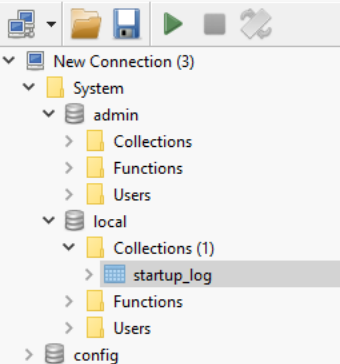 New Connection (3)
System
admin
Collections
Functions
Users
local
Collections (1)
startup_log
Functions
Users
config